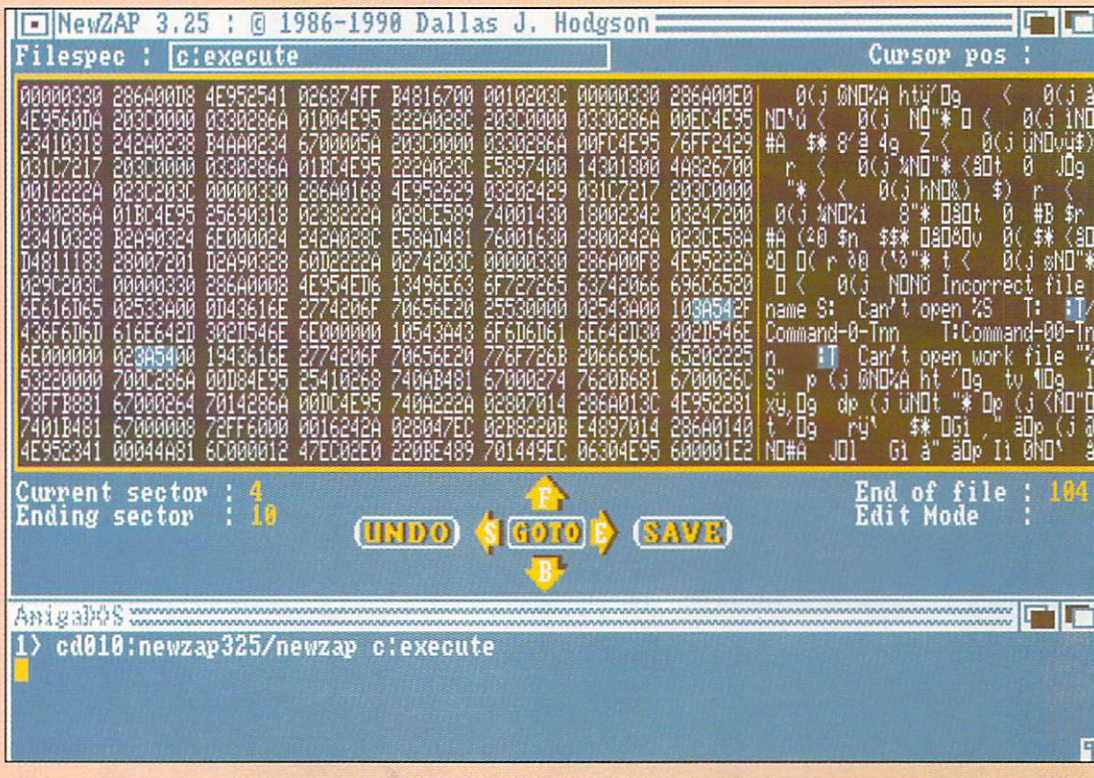 NewZAP 3.25 : © 1986-1990 Dallas J. Hodgson
Filespec : c:execute
Cursor pos :
00000330 286A00D8 4E952541 026874FF B4816700 0010203C 00000330 286A00E0
4E9560DA 203C0000 0330286A 01004E95 222A028C 203C0000 0330286A 00EC4E95
23410318 242A0238 B4AA0234 6700005A 203C0000 0330286A 00FC4E95 76FF2429
031C7217 203C0000 0330286A 01BC4E95 222A023C E5897400 14301800 4A826700
0012222A 023C203C 00000330 286A0168 4E952629 03202429 031C7217 203C0000
0330286A 01BC4E95 25690318 0238222A 028CE589 74001430 18002342 03247200
23410328 B2A90324 6E000024 242A028C E58AD481 76001630 2800242A 023CE58A
D4811183 28007201 D2A90328 60D2222A 0274203C 00000330 286A00F8 4E95222A
029C203C 00000330 286A0008 4E954ED6 13496E63 6F727265 63742066 696C6520
6E616D65 02533A00 0D43616E 2774206F 70656E20 25530000 02543A00 103A542F
436F6D6D 616E642D 302D546E 6E000000 10543A43 6F6D6D61 6E642D30 302D546E
6E000000 023A5400 1943616E 2774206F 70656E20 776F726B 2066696C 65202225
53220000 700C286A 00D84E95 25410268 740AB481 67000274 7620B681 6700026C
78FFB881 67000264 7014286A 00DC4E95 740A222A 02807014 286A013C 4E952281
7401B481 67000008 72FF6000 0016242A 028047EC 02B8220B E4897014 286A0140
4E952341 00044A81 6C000012 47EC02E0 220BE489 701449EC 06304E95 600001E2
Incorrect file
name S: Can't open %S T: :T/
Command-0-Tnn T:Command-00-Tn
n :T Can't open work file "%
S"
Current sector : 4
Ending sector : 10
End of file : 104
Edit Mode :
F
UNDO S GOTO E SAVE
B
AmigaDOS
1> cd010:newzap325/newzap c:execute